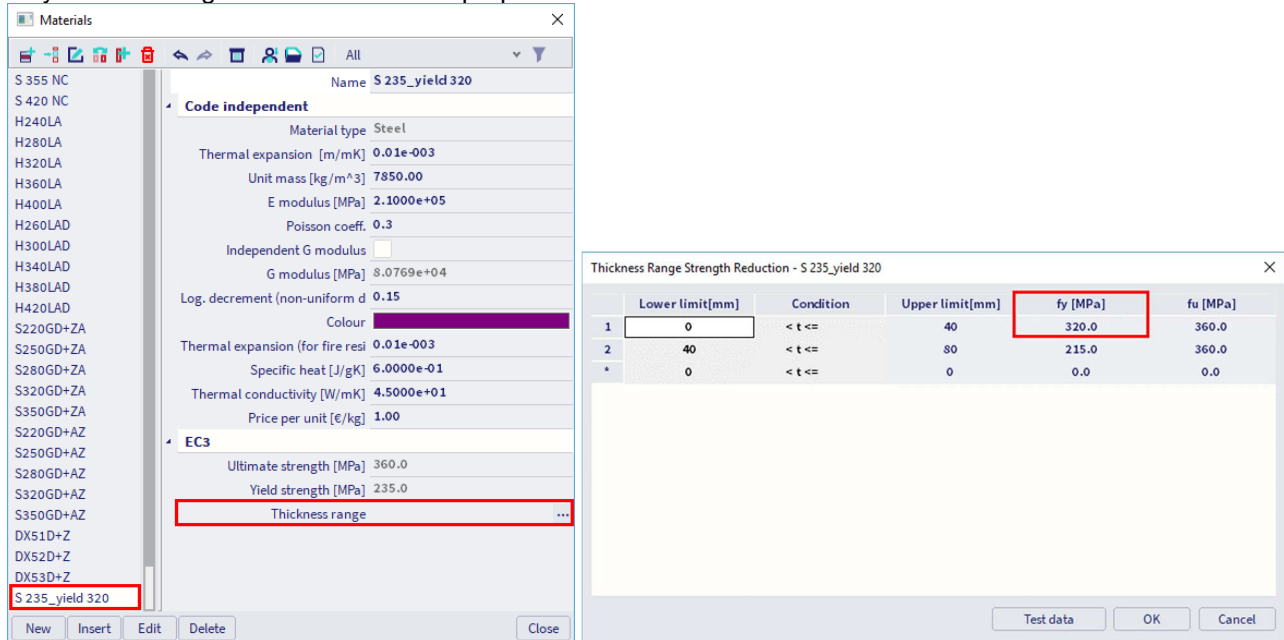 Materials
All
S 355 NC
S 420 NC
H240LA
H280LA
H320LA
H360LA
H400LA
H260LAD
H300LAD
H340LAD
H380LAD
H420LAD
S220GD+ZA
S250GD+ZA
S280GD+ZA
S320GD+ZA
S350GD+ZA
S220GD+AZ
S250GD+AZ
S280GD+AZ
S320GD+AZ
S350GD+AZ
DX51D+Z
DX52D+Z
DX53D+Z
S 235_yield 320
Name S 235_yield 320
Code independent
Material type Steel
Thermal expansion [m/mK] 0.01e-003
Unit mass [kg/m^3] 7850.00
E modulus [MPa] 2.1000e+05
Poisson coeff. 0.3
Independent G modulus
G modulus [MPa] 8.0769e+04
Log. decrement (non-uniform d 0.15
Colour
Thermal expansion (for fire resi 0.01e-003
Specific heat [J/gK] 6.0000e-01
Thermal conductivity [W/mK] 4.5000e+01
Price per unit [€/kg] 1.00
EC3
Ultimate strength [MPa] 360.0
Yield strength [MPa] 235.0
Thickness range ...
New Insert Edit Delete Close
Thickness Range Strength Reduction - S 235_yield 320
Lower limit[mm] Condition Upper limit[mm] fy [MPa] fu [MPa]
1 0 < t <= 40 320.0 360.0
2 40 < t <= 80 215.0 360.0
* 0 < t <= 0 0.0 0.0
Test data OK Cancel